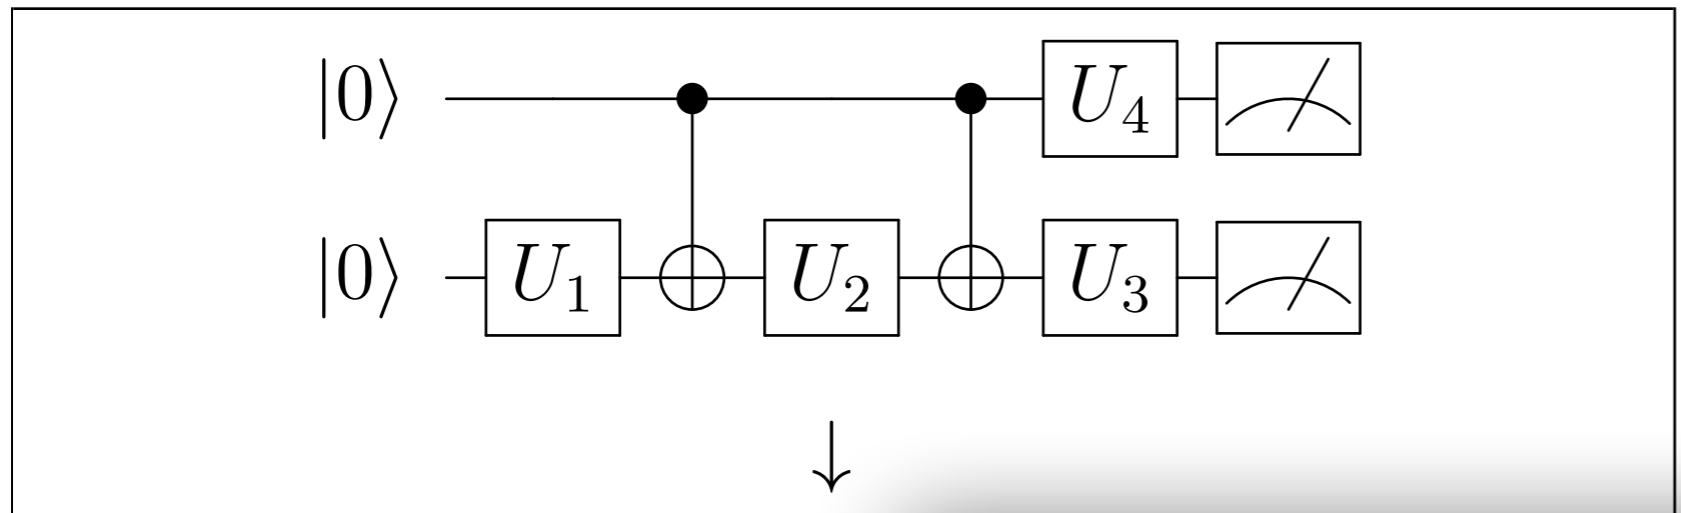 |0⟩ U₄
|0⟩ U₁ U₂ U₃